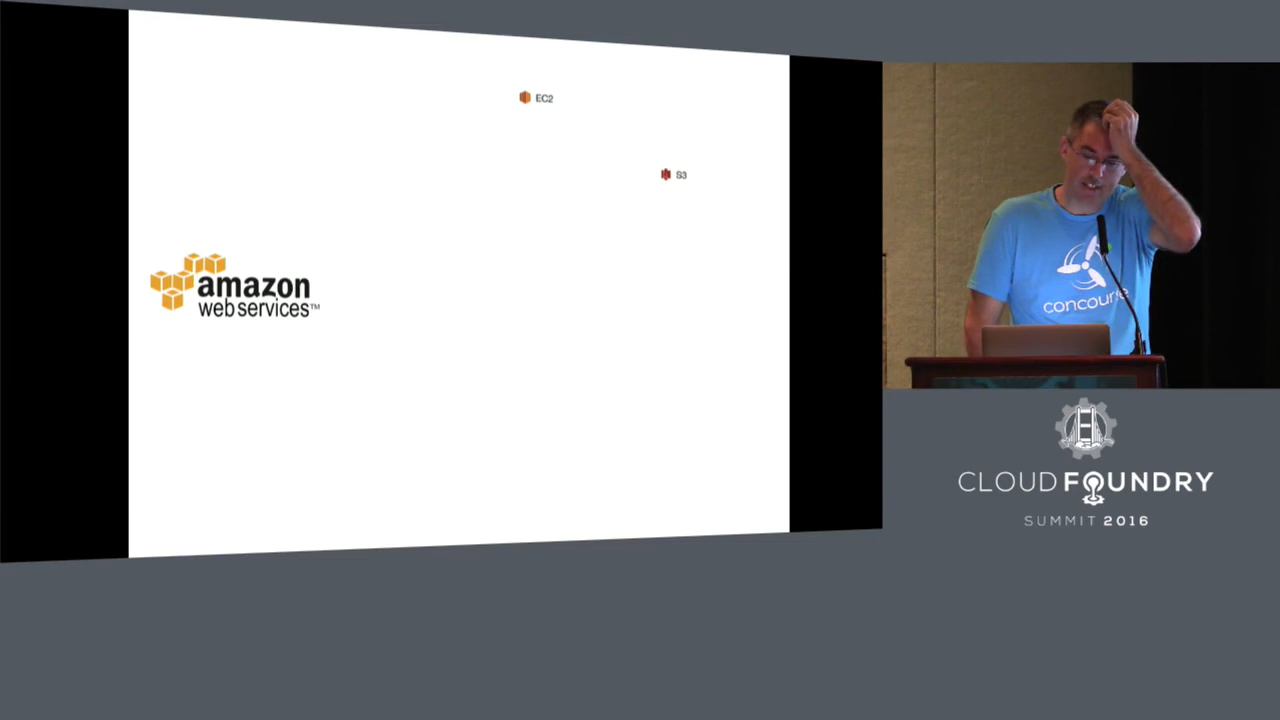 EC2
S3
amazon
web services™
concourse
CLOUD FOUNDRY
SUMMIT 2016